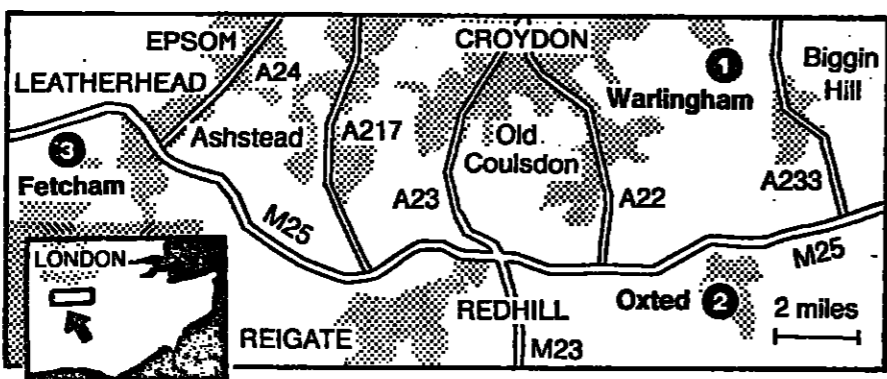 EPSOM
CROYDON
LEATHERHEAD
A24
1
Biggin
Hill
Warlingham
Ashstead
A217
Old
Coulsdon
3
Fetcham
A23
A22
A233
M25
M25
LONDON
Oxted 2
2 miles
REIGATE
REDHILL
M23